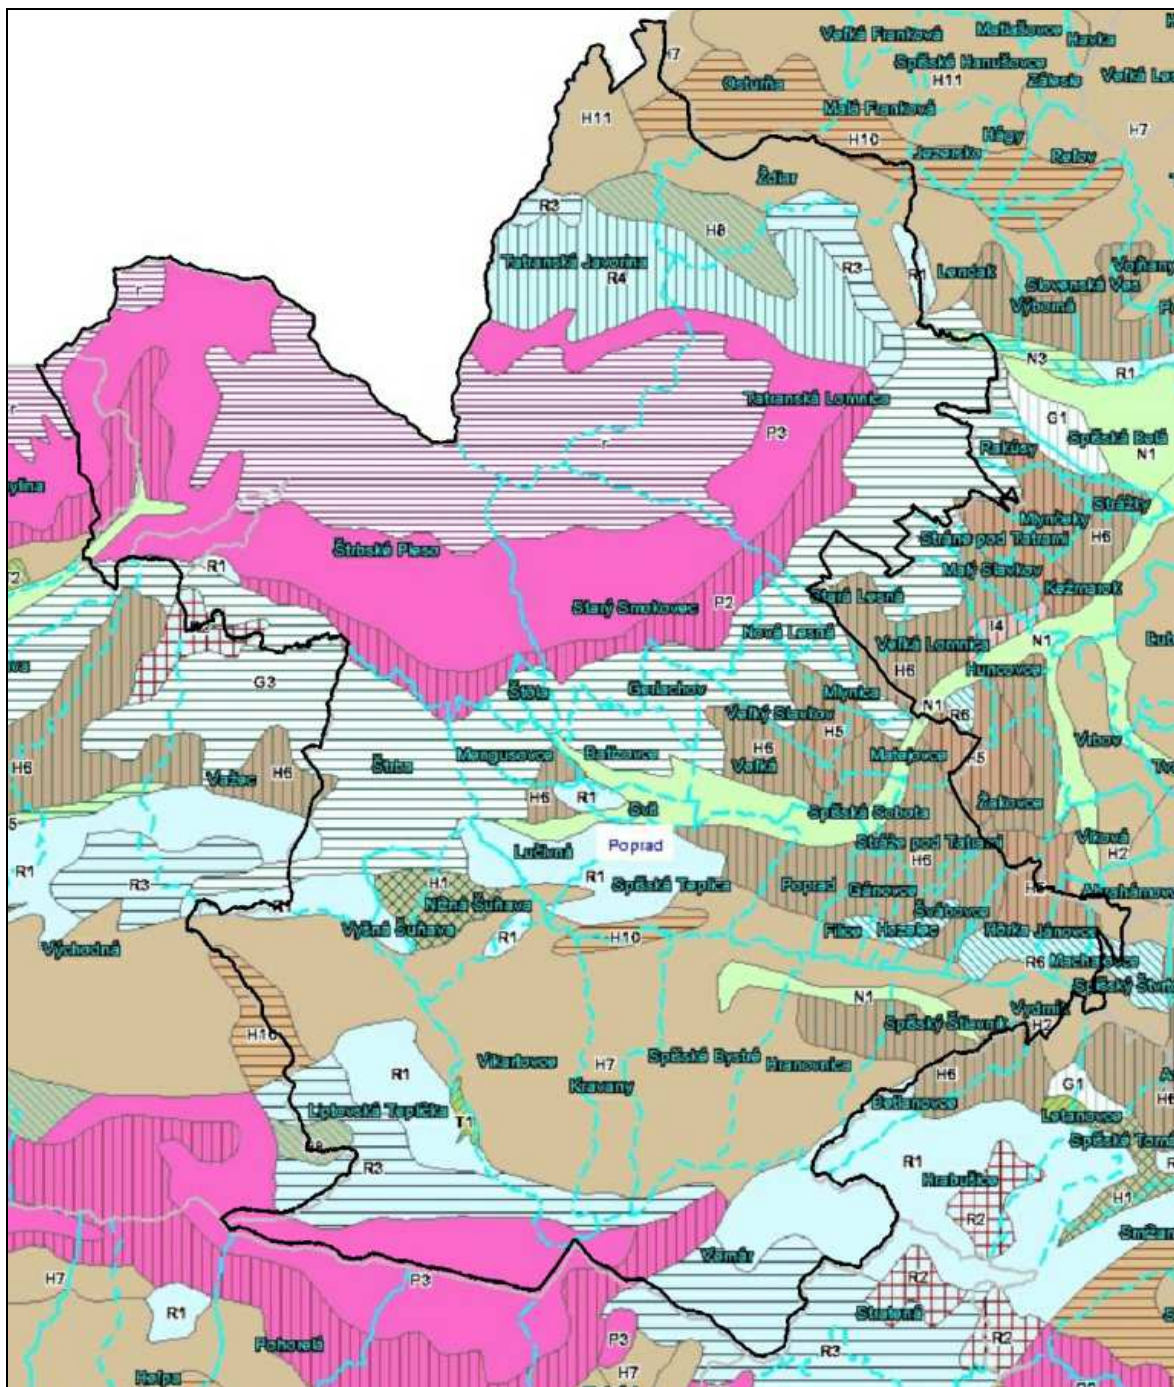 H7
Veľká Franková
Matiašovce
Havka
Spišské Hanušovce
H11
Zálesie
Osturňa
Malá Franková
H11
H10
Hágy
H7
Jezersko
Reľov
Ždiar
R3
H8
Tatranská Javorina
R4
R3
R1
Lendak
Vojňany
Slovenská Ves
Výborná
r
N3
R1
Tatranská Lomnica
G1
P3
Spišská Belá
r
r
N1
Rakúsy
Strážky
Mlynčeky
H6
Stráne pod Tatrami
Štrbské Pleso
R1
Malý Slavkov
Kežmarok
Starý Smokovec
P2
Stará Lesná
I4
Nová Lesná
N1
Veľká Lomnica
Huncovce
G3
H6
Štôla
Gerlachov
Mlynica
N1
R6
Veľký Slavkov
H6
H5
Vrbov
Mengusovce
Batizovce
Matejovce
H6
Važec
H6
Štrba
Veľká
H5
H6
R1
Žakovce
Svit
Spišská Sobota
Lučivná
Poprad
Stráže pod Tatrami
Vlková
R1
R3
R1
H6
H2
H1
Spišská Teplica
Poprad
Gánovce
H5
Abrahámovce
R1
Nižná Šuňava
Švábovce
Vyšná Šuňava
Filice
Hozelec
Hôrka
Jánovce
Východná
R1
H10
R6
Machalovce
N1
Vydrník
Spišský Štiavnik
H2
H10
Vikartovce
H7
Spišské Bystré
Hranovnica
R1
Kravany
H6
G1
Betlanovce
Letanovce
Liptovská Teplička
T1
R3
R1
Hrabušice
H1
R2
Vernár
H7
P3
R2
R1
Stratená
R2
Pohorelá
P3
R3
H7
Heľpa